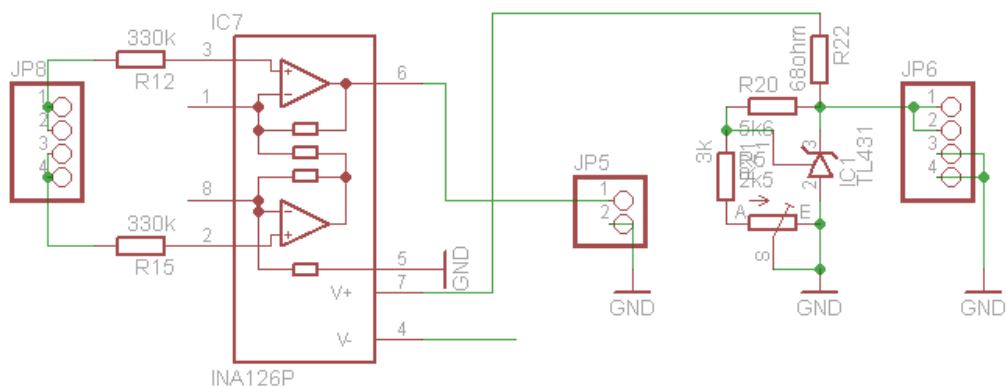 IC7
330k
3
R12
JP8
1
2
3
4
1
6
8
330k
2
R15
5
GND
V+
7
V-
4
INA126P
JP5
1
2
GND
68ohm
R22
R20
5k6
3k
2k5
A
E
S
3
2
IC1
TL431
GND
JP6
1
2
3
4
GND